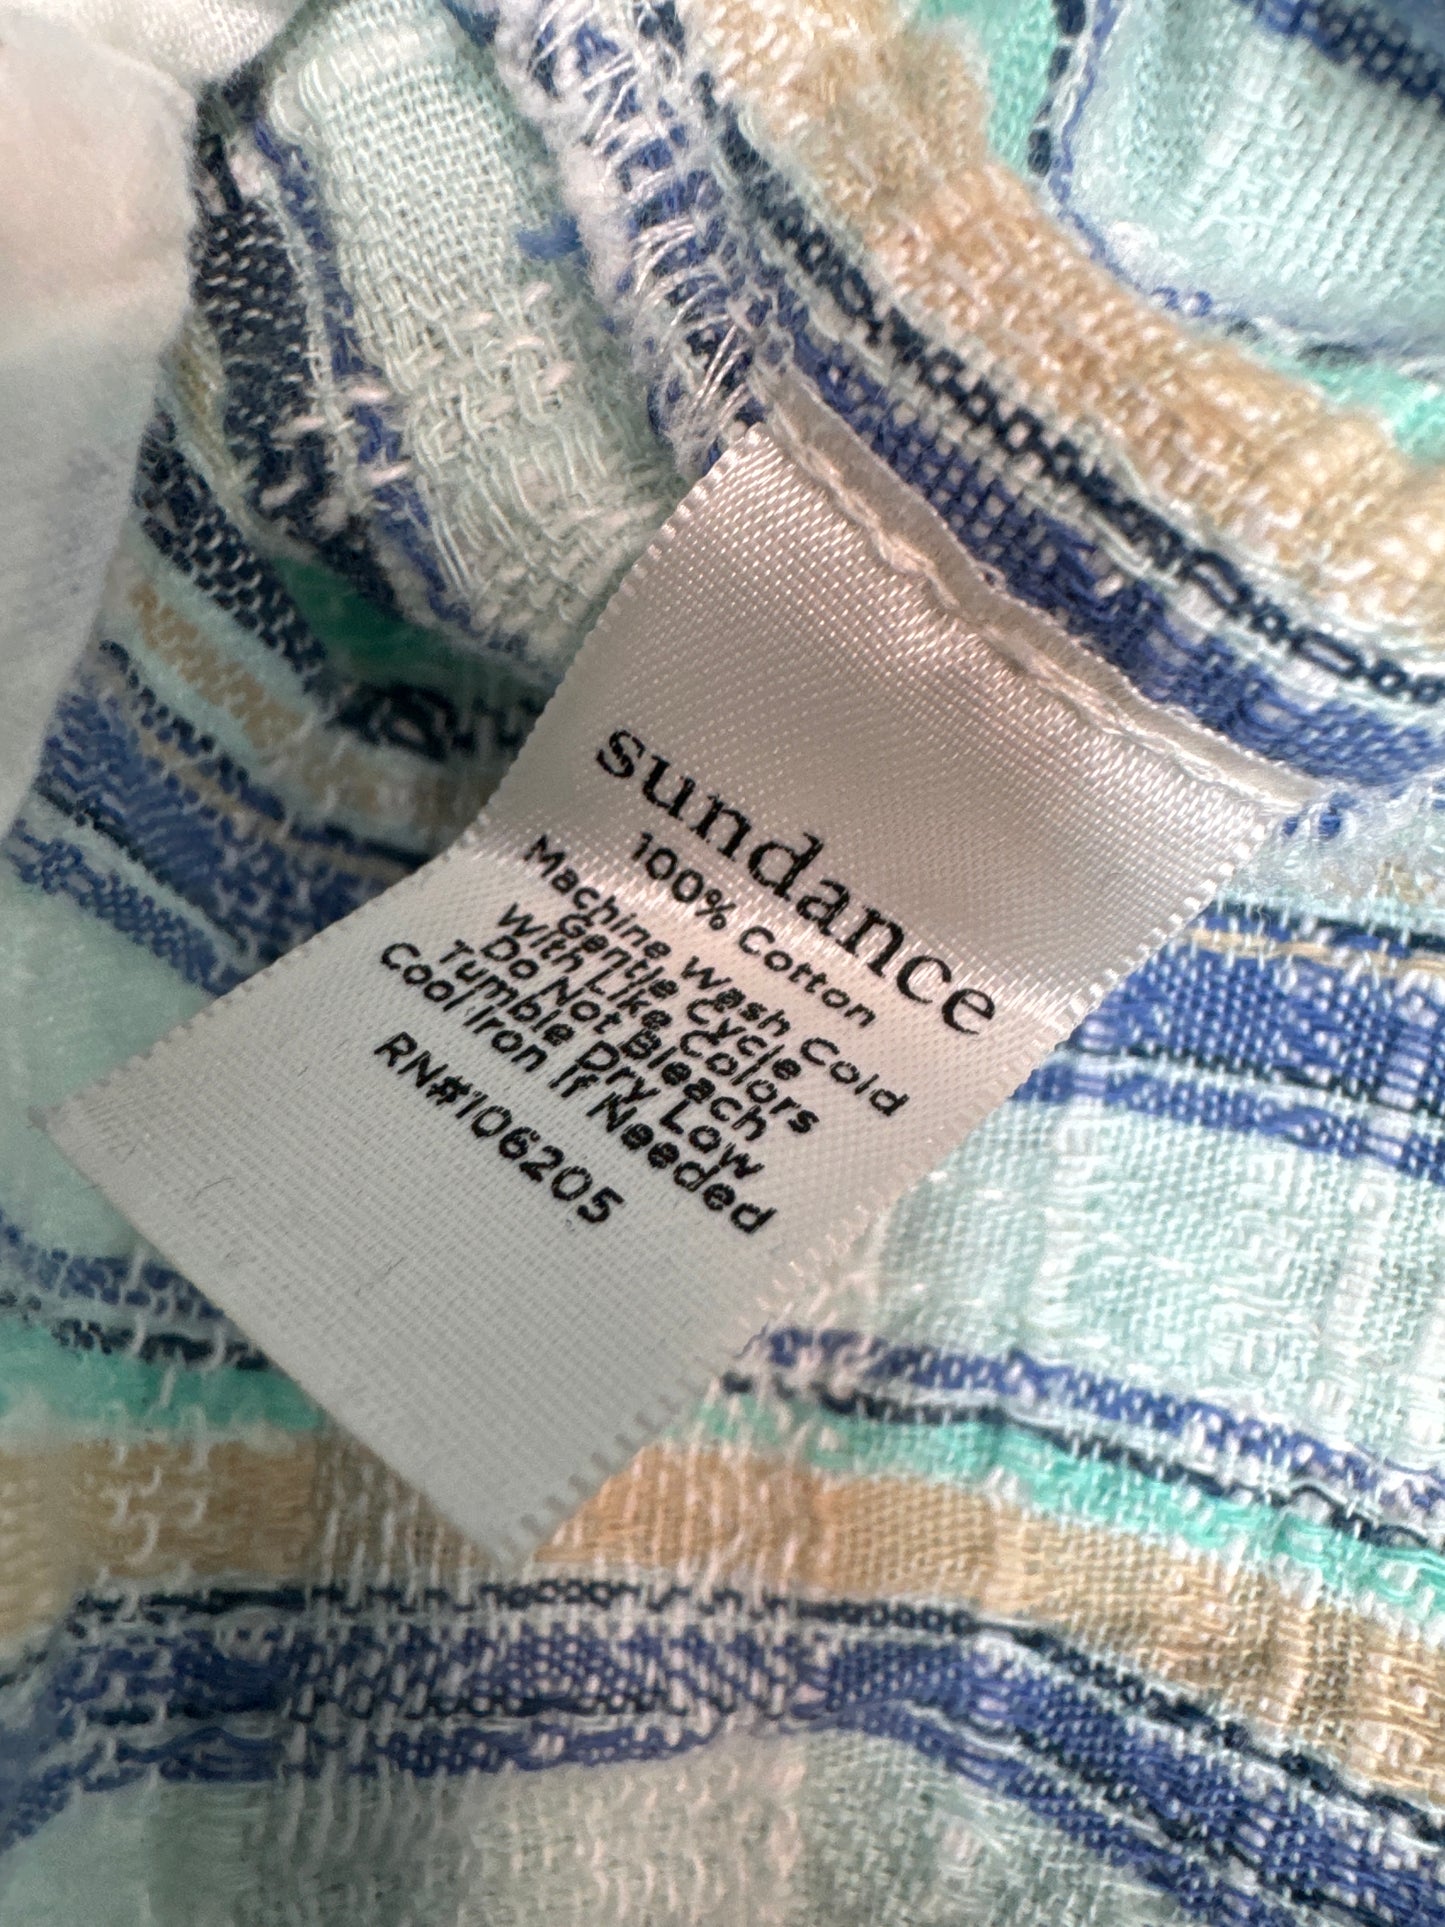 sundance
100% Cotton
Machine Wash Cold
Gentle Cycle
With Like Colors
Do Not Bleach
Tumble Dry Low
Cool Iron If Needed
RN#106205